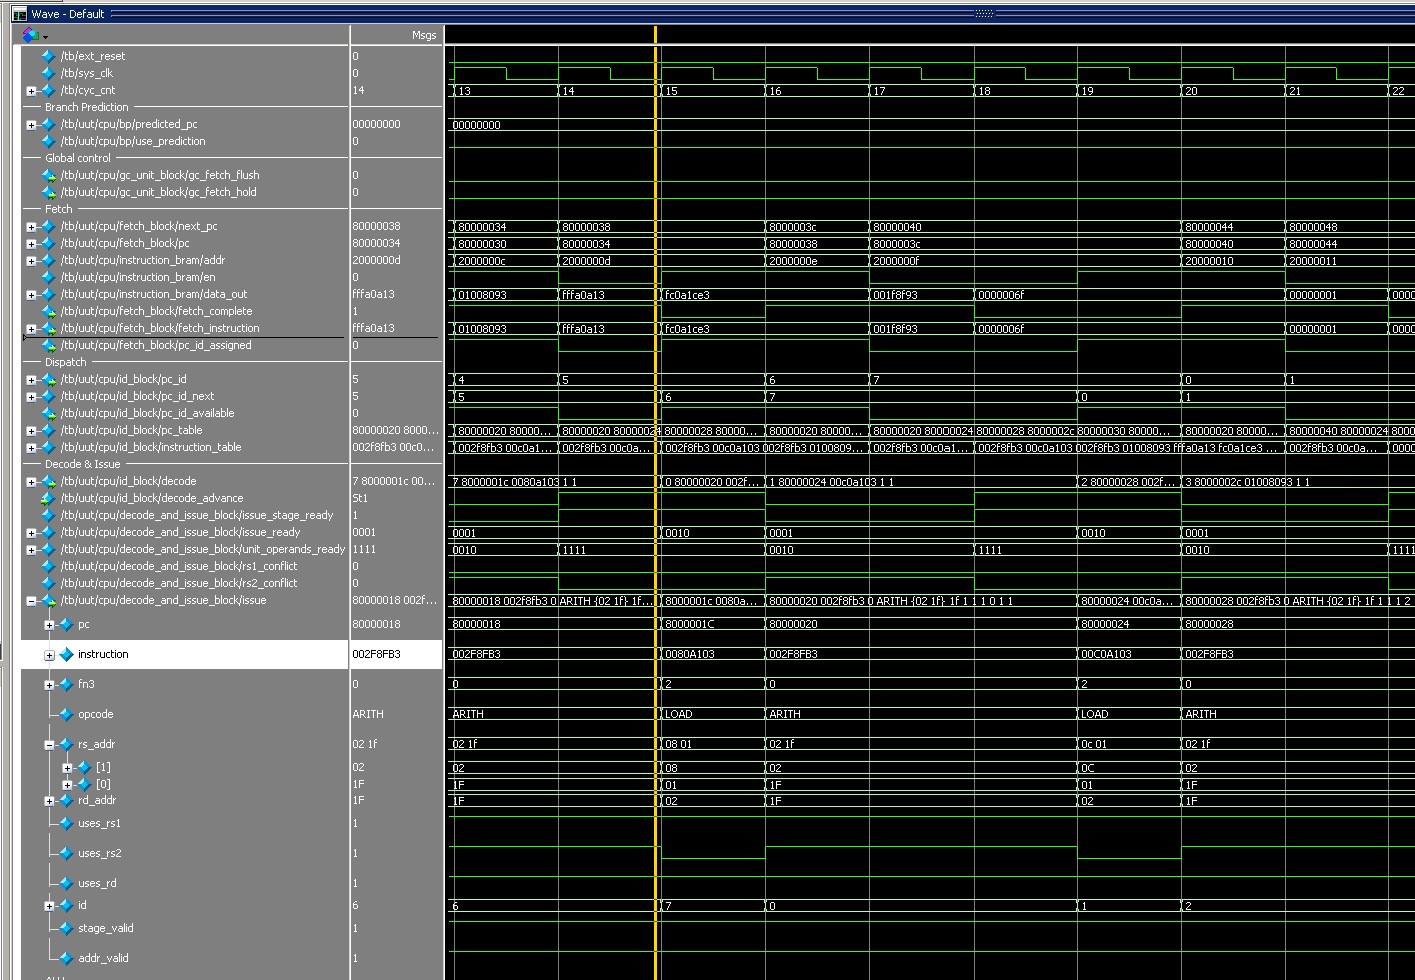 Wave - Default
Msgs
/tb/ext_reset 0
/tb/sys_clk 0
/tb/cyc_cnt 14 13 14 15 16 17 18 19 20 21 22
Branch Prediction
/tb/uut/cpu/bp/predicted_pc 00000000 00000000
/tb/uut/cpu/bp/use_prediction 0
Global control
/tb/uut/cpu/gc_unit_block/gc_fetch_flush 0
/tb/uut/cpu/gc_unit_block/gc_fetch_hold 0
Fetch
/tb/uut/cpu/fetch_block/next_pc 80000038 80000034 80000038 8000003c 80000040 80000044 80000048
/tb/uut/cpu/fetch_block/pc 80000034 80000030 80000034 80000038 8000003c 80000040 80000044
/tb/uut/cpu/instruction_bram/addr 2000000d 2000000c 2000000d 2000000e 2000000f 20000010 20000011
/tb/uut/cpu/instruction_bram/en 0
/tb/uut/cpu/instruction_bram/data_out fffa0a13 01008093 fffa0a13 fc0a1ce3 001f8f93 0000006f 00000001 0000
/tb/uut/cpu/fetch_block/fetch_complete 1
/tb/uut/cpu/fetch_block/fetch_instruction fffa0a13 01008093 fffa0a13 fc0a1ce3 001f8f93 0000006f 00000001 0000
/tb/uut/cpu/fetch_block/pc_id_assigned 0
Dispatch
/tb/uut/cpu/id_block/pc_id 5 4 5 6 7 0 1
/tb/uut/cpu/id_block/pc_id_next 5 5 6 7 0 1
/tb/uut/cpu/id_block/pc_id_available 0
/tb/uut/cpu/id_block/pc_table 80000020 8000... 80000020 8000... 80000020 80000024 80000028 8000... 80000020 8000... 80000020 80000024 80000028 8000002c 80000030 8000... 80000020 8000... 80000040 80000024 800
/tb/uut/cpu/id_block/instruction_table 002f8fb3 00c0... 002f8fb3 00c0a1... 002f8fb3 00c0a... 002f8fb3 00c0a103 002f8fb3 0100809... 002f8fb3 00c0a1... 002f8fb3 00c0a103 002f8fb3 01008093 fffa0a13 fc0a1ce3 002f8fb3 00c0a... 0000
Decode & Issue
/tb/uut/cpu/id_block/decode 7 8000001c 00... 7 8000001c 0080a103 1 1 0 80000020 002f... 1 80000024 00c0a103 1 1 2 80000028 002f... 3 8000002c 01008093 1 1
/tb/uut/cpu/id_block/decode_advance St1
/tb/uut/cpu/decode_and_issue_block/issue_stage_ready 1
/tb/uut/cpu/decode_and_issue_block/issue_ready 0001 0001 0010 0001 0010 0001
/tb/uut/cpu/decode_and_issue_block/unit_operands_ready 1111 0010 1111 0010 1111 0010 1111
/tb/uut/cpu/decode_and_issue_block/rs1_conflict 0
/tb/uut/cpu/decode_and_issue_block/rs2_conflict 0
/tb/uut/cpu/decode_and_issue_block/issue 80000018 002f... 80000018 002f8fb3 0 ARITH {02 1f} 1f... 8000001c 0080a... 80000020 002f8fb3 0 ARITH {02 1f} 1f 1 1 1 0 1 1 80000024 00c0a... 80000028 002f8fb3 0 ARITH {02 1f} 1f 1 1 1 2
pc 80000018 80000018 8000001C 80000020 80000024 80000028
instruction 002F8FB3 002F8FB3 0080A103 002F8FB3 00C0A103 002F8FB3
fn3 0 0 2 0 2 0
opcode ARITH ARITH LOAD ARITH LOAD ARITH
rs_addr 02 1f 02 1f 08 01 02 1f 0c 01 02 1f
[1] 02 02 08 02 0C 02
[0] 1F 1F 01 1F 01 1F
rd_addr 1F 1F 02 1F 02 1F
uses_rs1 1
uses_rs2 1
uses_rd 1
id 6 6 7 0 1 2
stage_valid 1
addr_valid 1